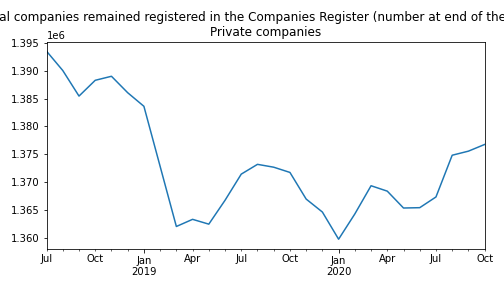 al companies remained registered in the Companies Register (number at end of the
Private companies
1e6
1.395
1.390
1.385
1.380
1.375
1.370
1.365
1.360
Jul Oct Jan Apr Jul Oct Jan Apr Jul Oct
2019 2020